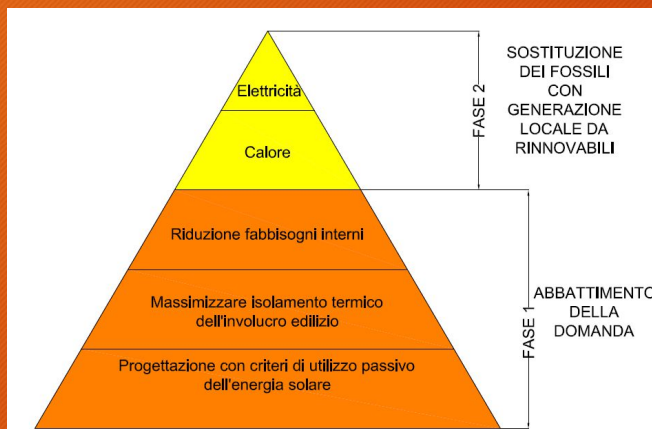 Elettricità
Calore
Riduzione fabbisogni interni
Massimizzare isolamento termico
dell'involucro edilizio
Progettazione con criteri di utilizzo passivo
dell'energia solare
FASE 2
SOSTITUZIONE
DEI FOSSILI
CON
GENERAZIONE
LOCALE DA
RINNOVABILI
FASE 1
ABBATTIMENTO
DELLA
DOMANDA